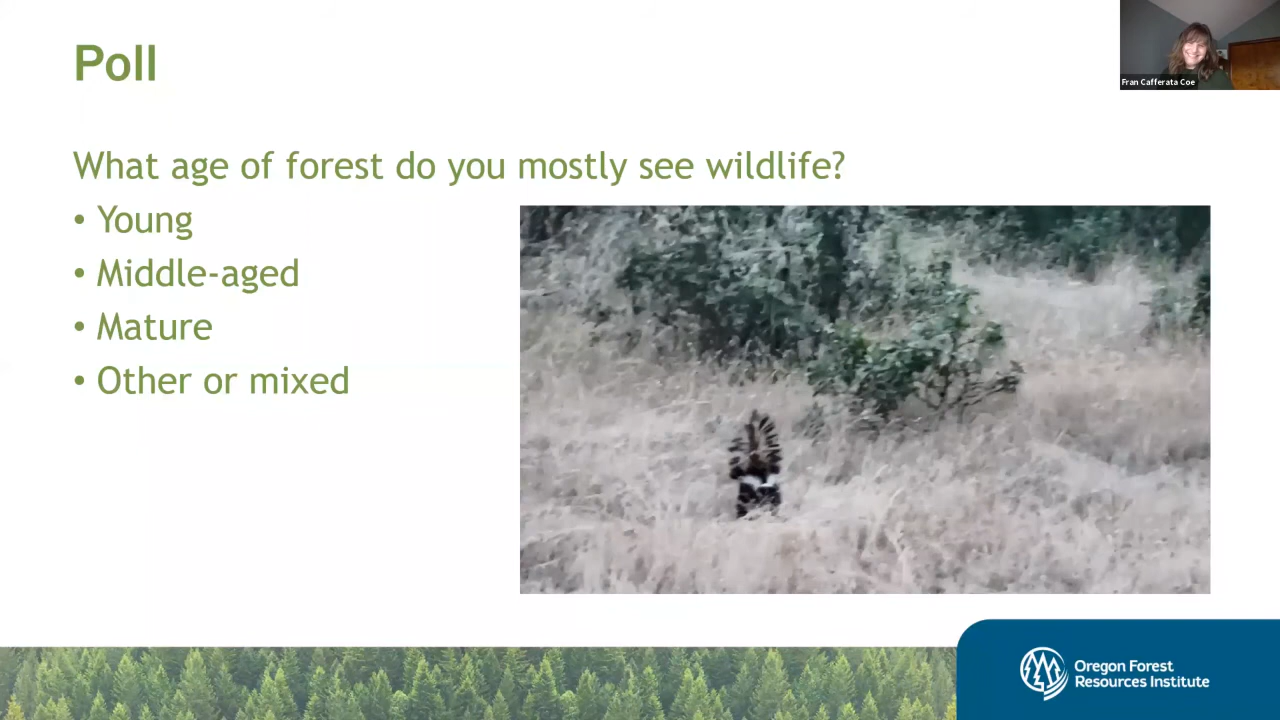 Poll
Fran Cafferata Coe
What age of forest do you mostly see wildlife?
• Young
• Middle-aged
• Mature
• Other or mixed
Oregon Forest
Resources Institute